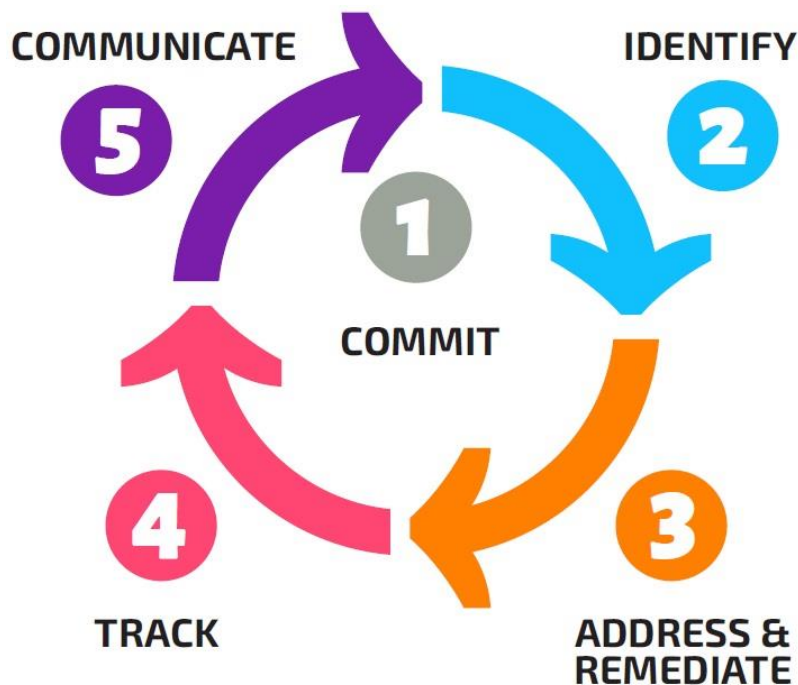 COMMUNICATE
5
IDENTIFY
2
1
COMMIT
4
TRACK
3
ADDRESS &
REMEDIATE